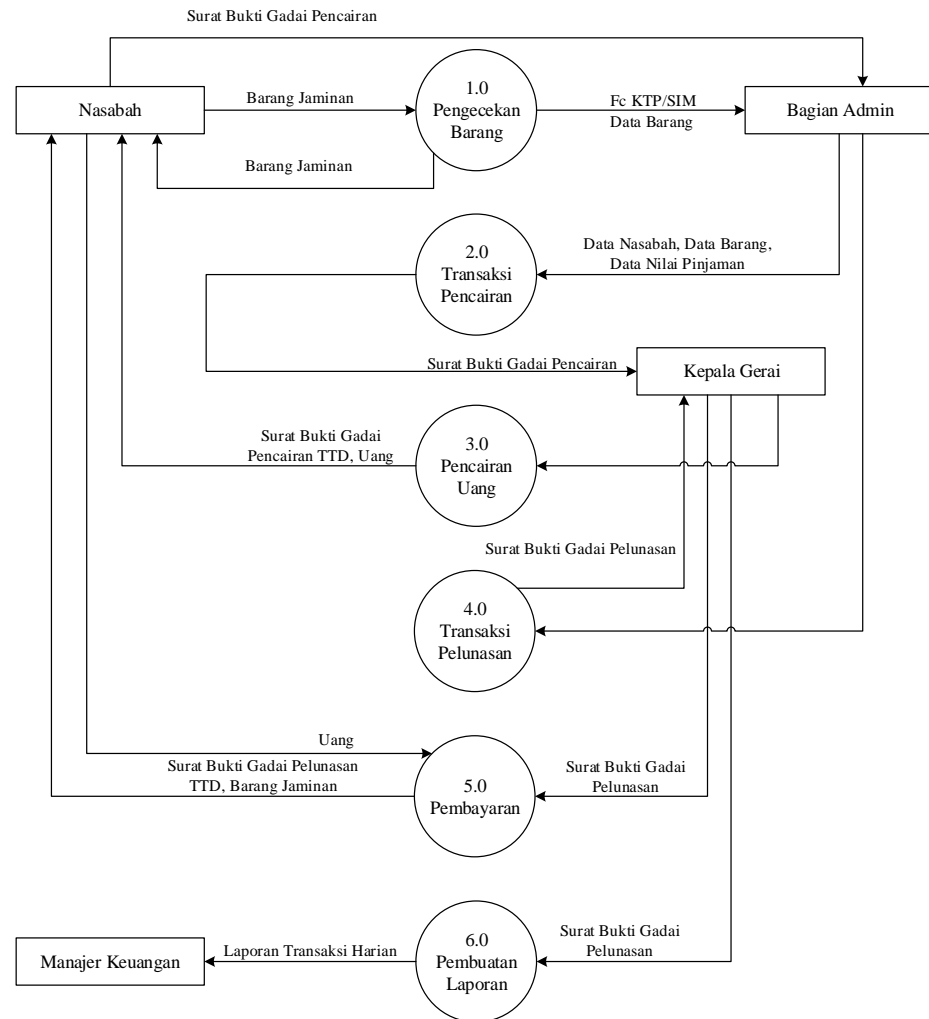 Surat Bukti Gadai Pencairan
Nasabah
Barang Jaminan
1.0
Pengecekan
Barang
Fc KTP/SIM
Data Barang
Bagian Admin
Barang Jaminan
2.0
Transaksi
Pencairan
Data Nasabah, Data Barang,
Data Nilai Pinjaman
Surat Bukti Gadai Pencairan
Kepala Gerai
Surat Bukti Gadai
Pencairan TTD, Uang
3.0
Pencairan
Uang
Surat Bukti Gadai Pelunasan
4.0
Transaksi
Pelunasan
Uang
Surat Bukti Gadai Pelunasan
TTD, Barang Jaminan
5.0
Pembayaran
Surat Bukti Gadai
Pelunasan
Manajer Keuangan
Laporan Transaksi Harian
6.0
Pembuatan
Laporan
Surat Bukti Gadai
Pelunasan